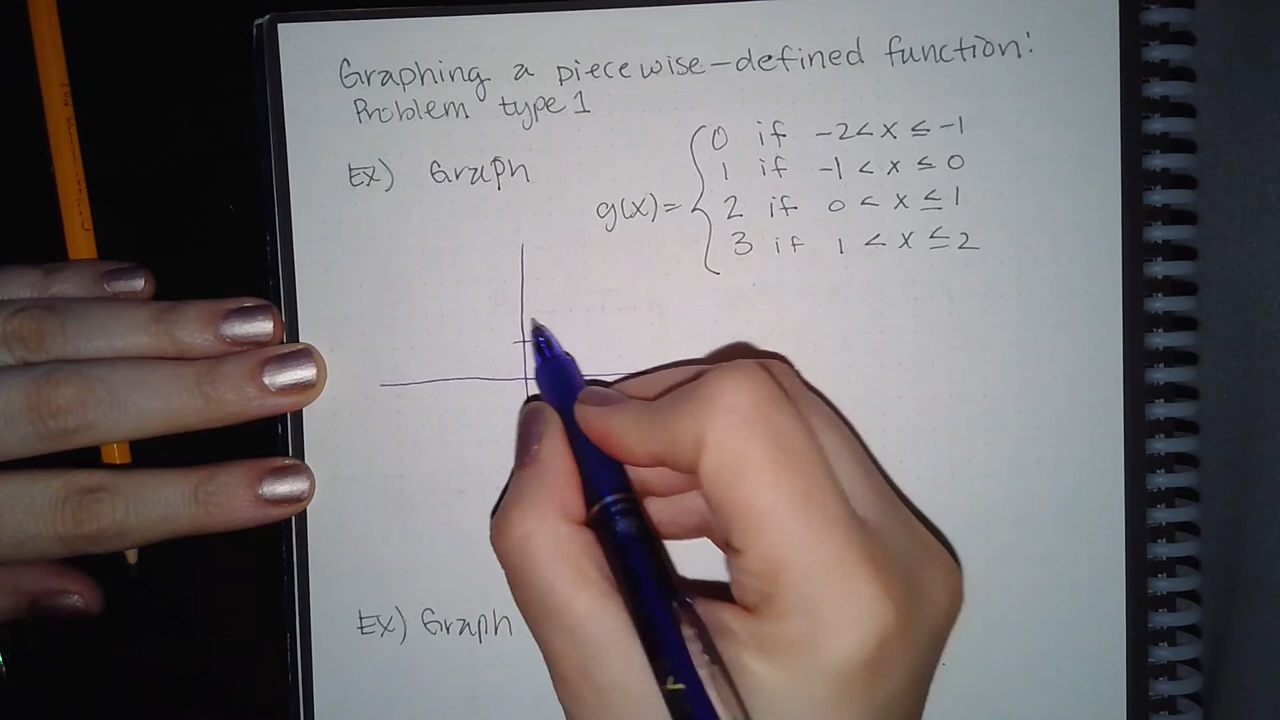 Graphing a piecewise-defined function:
Problem type 1
Ex) Graph
g(x)= { 0 if -2 < x ≤ -1
1 if -1 < x ≤ 0
2 if 0 < x ≤ 1
3 if 1 < x ≤ 2
Ex) Graph